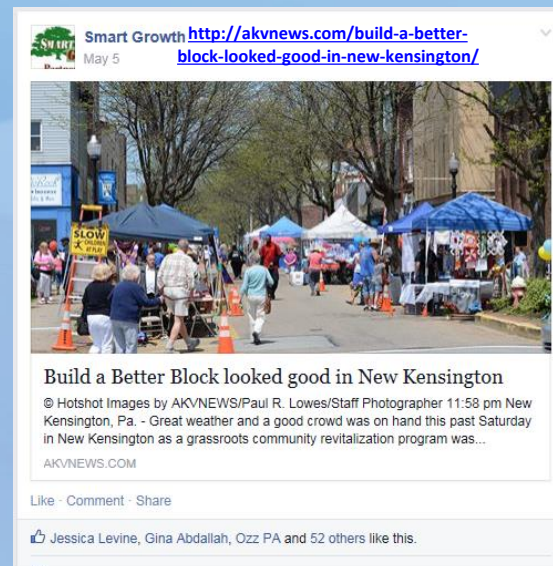 Smart Growth http://akvnews.com/build-a-better-
May 5 block-looked-good-in-new-kensington/
SMART
SLOW
CHILDREN
AT PLAY
Build a Better Block looked good in New Kensington
© Hotshot Images by AKVNEWS/Paul R. Lowes/Staff Photographer 11:58 pm New
Kensington, Pa. - Great weather and a good crowd was on hand this past Saturday
in New Kensington as a grassroots community revitalization program was...
AKVNEWS.COM
Like · Comment · Share
Jessica Levine, Gina Abdallah, Ozz PA and 52 others like this.